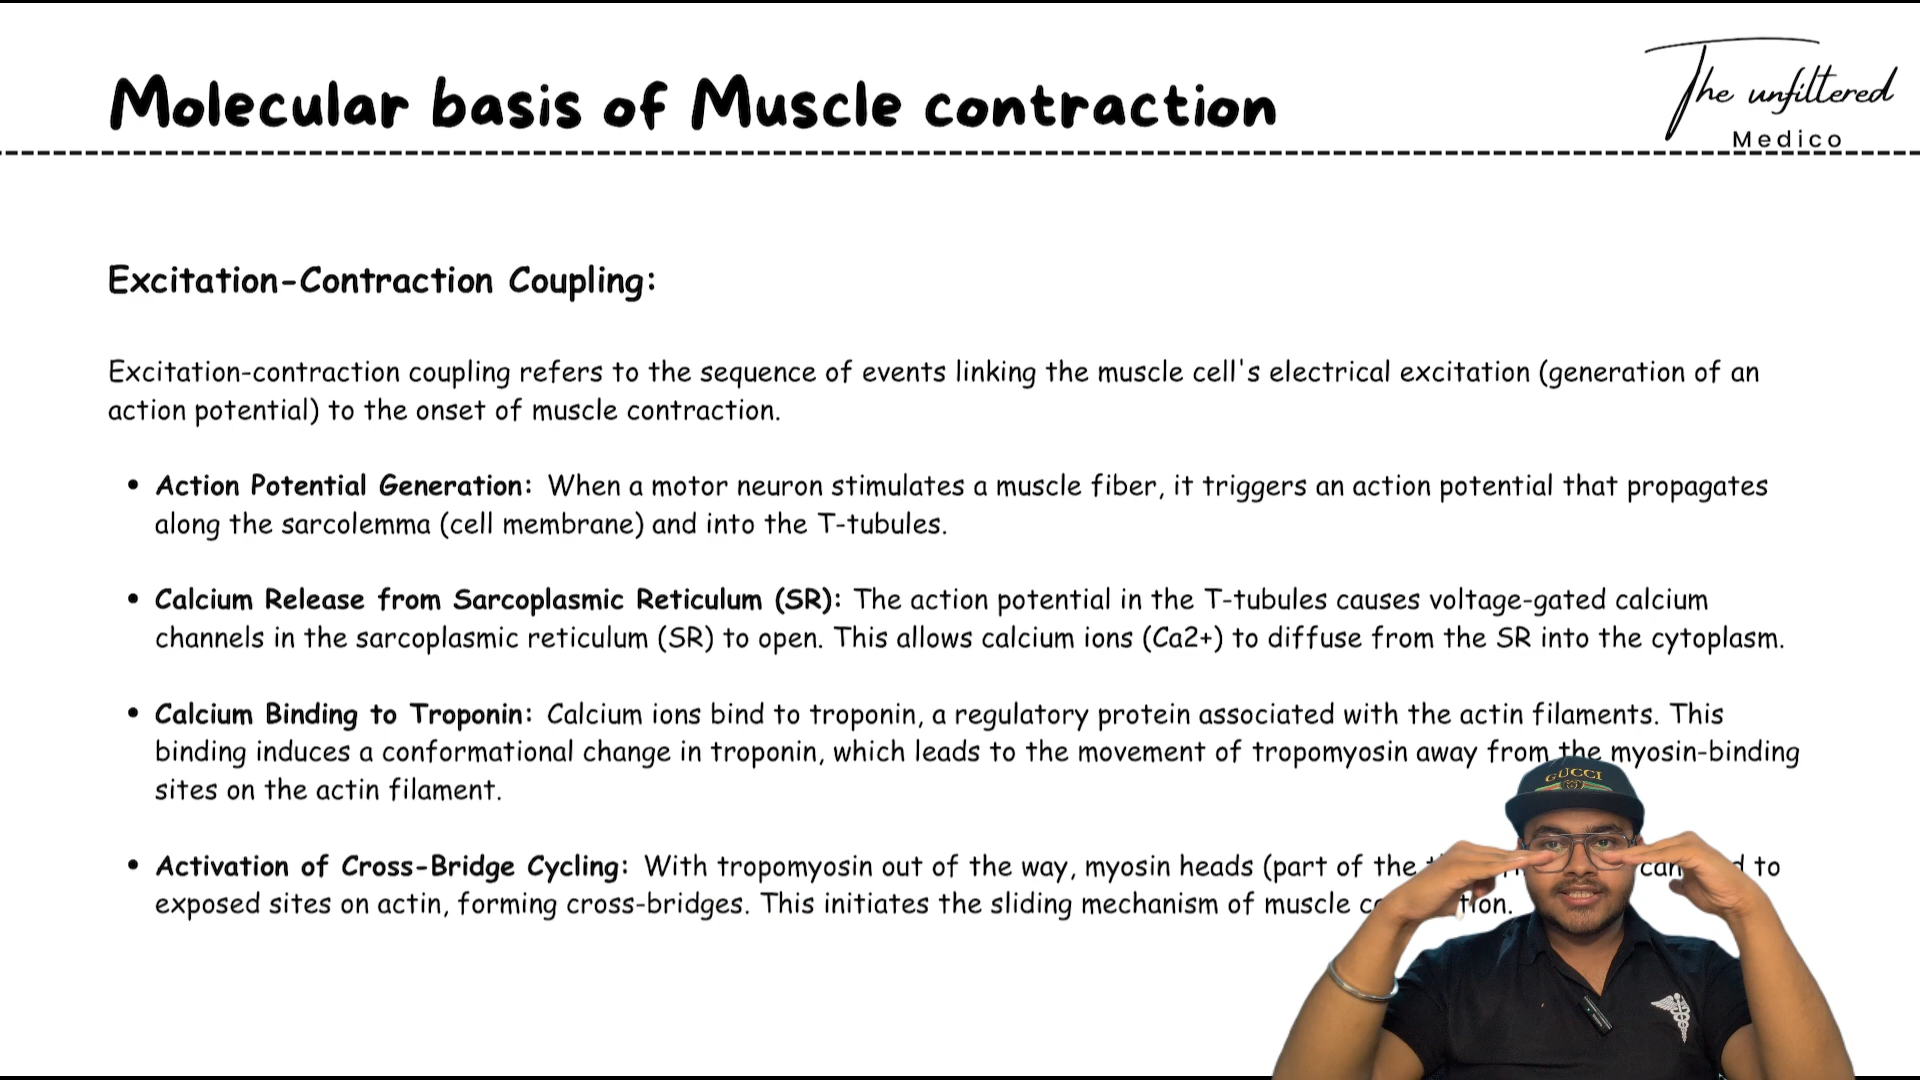 Molecular basis of Muscle contraction
The unfiltered
Medico
Excitation-Contraction Coupling:
Excitation-contraction coupling refers to the sequence of events linking the muscle cell's electrical excitation (generation of an
action potential) to the onset of muscle contraction.
• Action Potential Generation: When a motor neuron stimulates a muscle fiber, it triggers an action potential that propagates
along the sarcolemma (cell membrane) and into the T-tubules.
• Calcium Release from Sarcoplasmic Reticulum (SR): The action potential in the T-tubules causes voltage-gated calcium
channels in the sarcoplasmic reticulum (SR) to open. This allows calcium ions (Ca2+) to diffuse from the SR into the cytoplasm.
• Calcium Binding to Troponin: Calcium ions bind to troponin, a regulatory protein associated with the actin filaments. This
binding induces a conformational change in troponin, which leads to the movement of tropomyosin away from the myosin-binding
sites on the actin filament.
GUCCI
• Activation of Cross-Bridge Cycling: With tropomyosin out of the way, myosin heads (part of the can to
exposed sites on actin, forming cross-bridges. This initiates the sliding mechanism of muscle